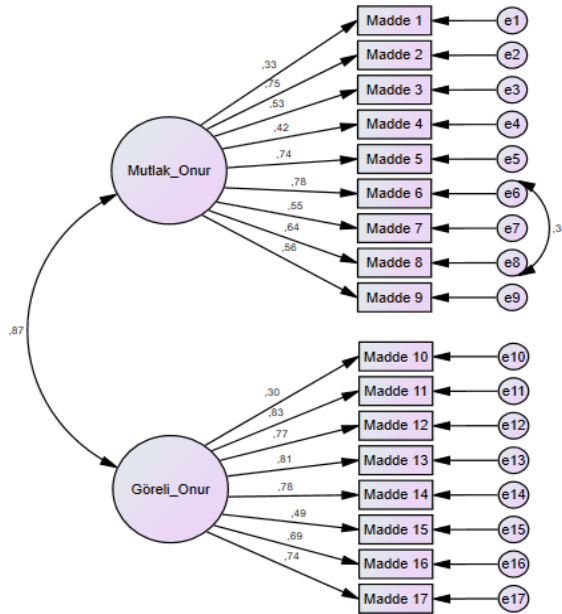 Madde 1 e1
,33
Madde 2 e2
,75
Madde 3 e3
,53
Madde 4 e4
,42
Mutlak_Onur
Madde 5 e5
,74
Madde 6 e6
,78
Madde 7 e7
,55
,3
Madde 8 e8
,64
Madde 9 e9
,56
,87
Madde 10 e10
,30
Madde 11 e11
,83
Madde 12 e12
,77
Madde 13 e13
,81
Göreli_Onur
Madde 14 e14
,78
Madde 15 e15
,49
Madde 16 e16
,69
Madde 17 e17
,74